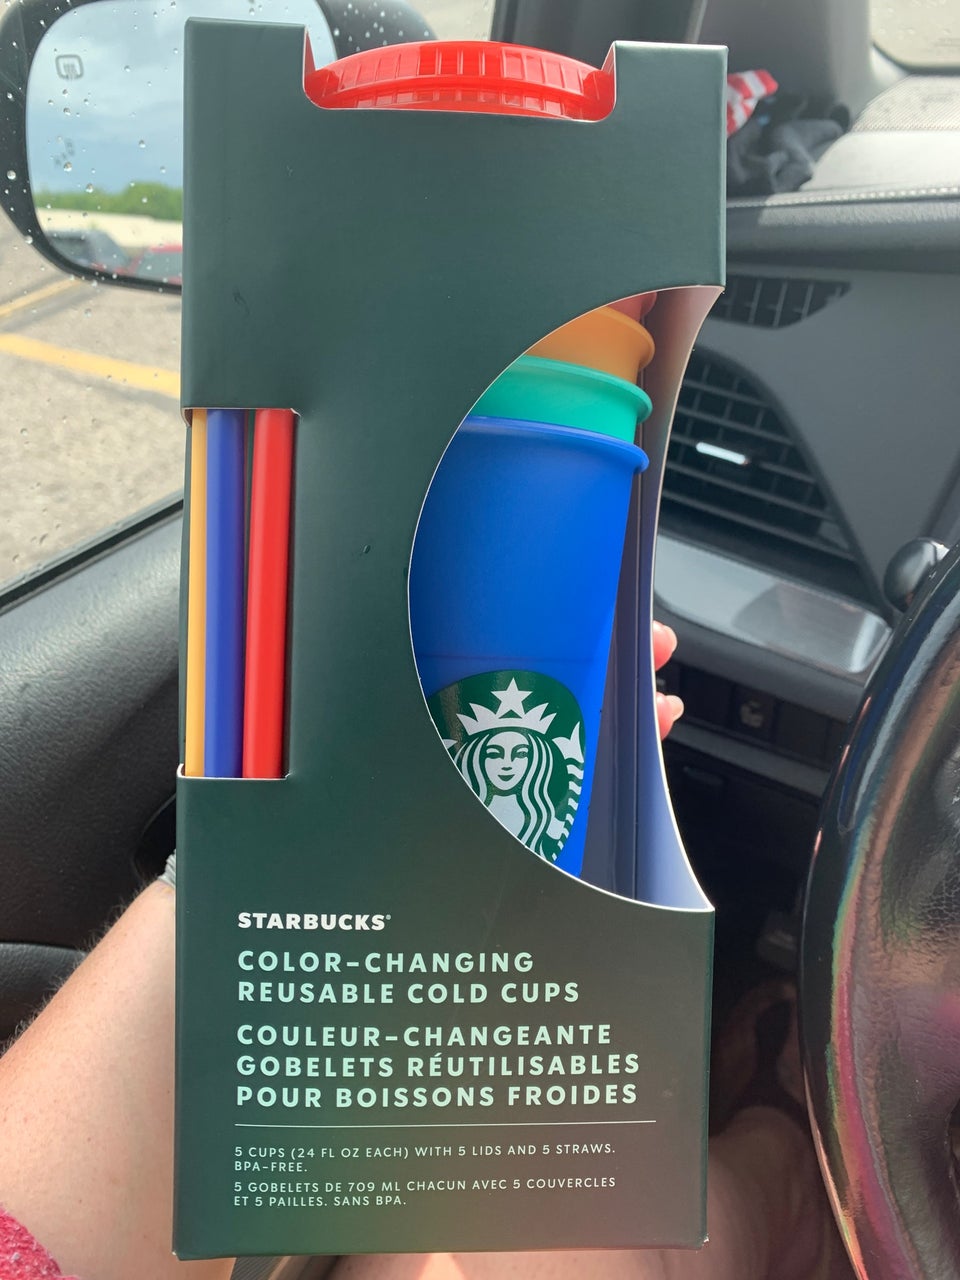 STARBUCKS®
COLOR-CHANGING
REUSABLE COLD CUPS
COULEUR-CHANGEANTE
GOBELETS RÉUTILISABLES
POUR BOISSONS FROIDES
5 CUPS (24 FL OZ EACH) WITH 5 LIDS AND 5 STRAWS.
BPA-FREE.
5 GOBELETS DE 709 ML CHACUN AVEC 5 COUVERCLES
ET 5 PAILLES. SANS BPA.